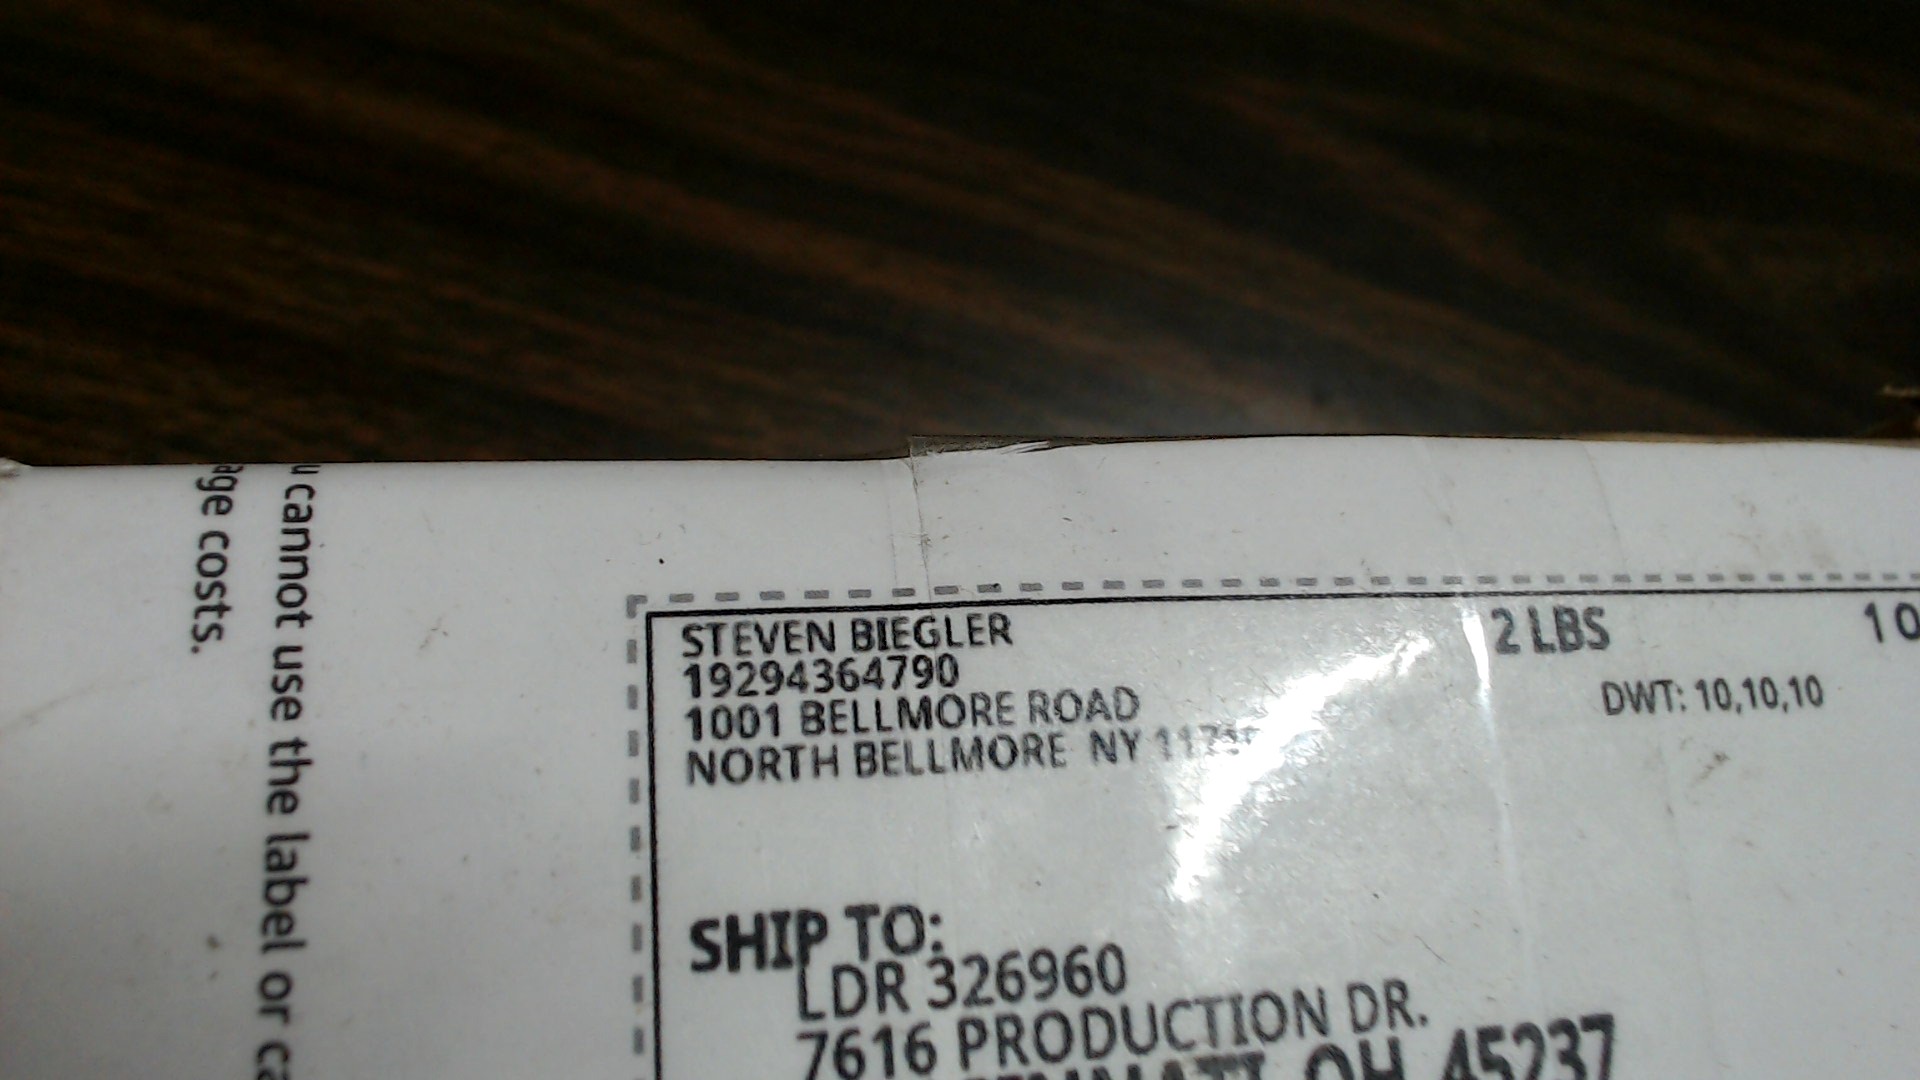 STEVEN BIEGLER
19294364790
1001 BELLMORE ROAD
NORTH BELLMORE NY
2 LBS
DWT: 10,10,10
SHIP TO:
LDR 326960
7616 PRODUCTION DR.
OH 45237
cannot use the label or
costs.